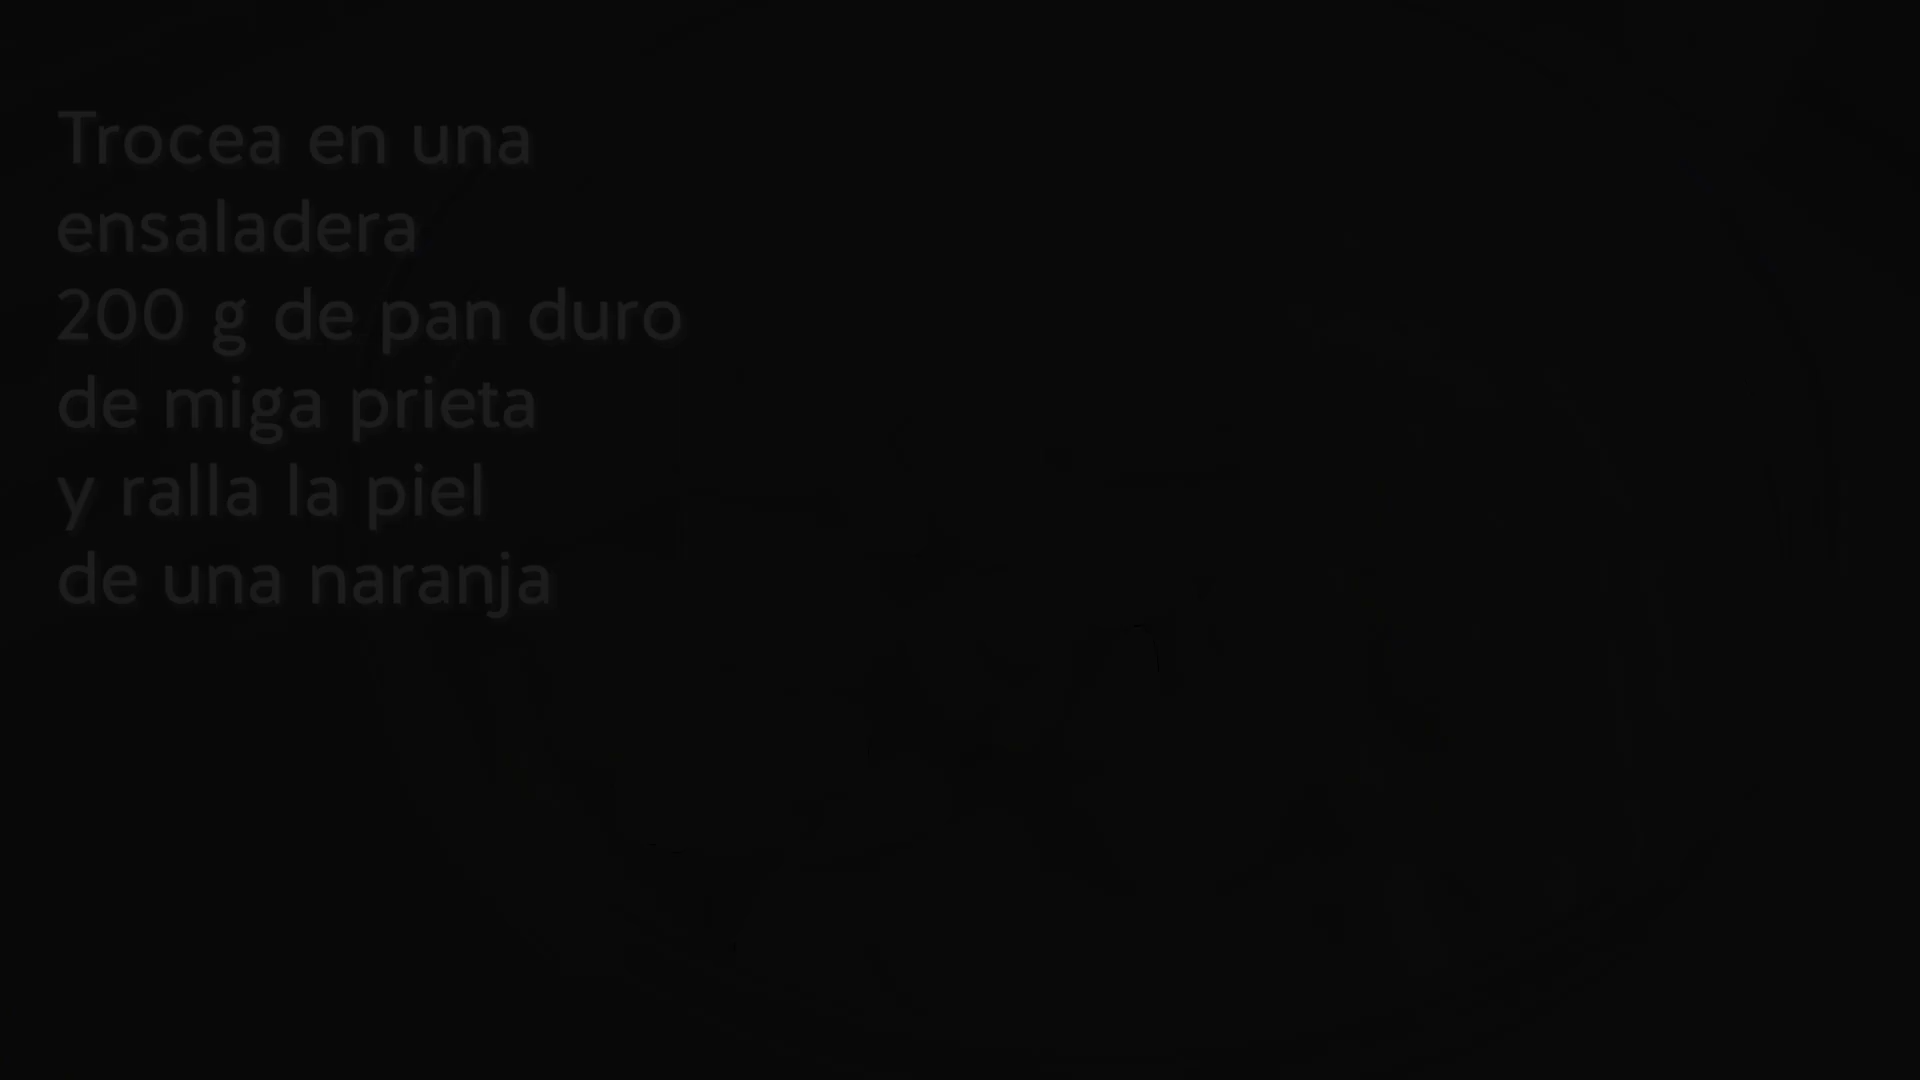 Trocea en una
ensaladera
200 g de pan duro
de miga prieta
y ralla la piel
de una naranja